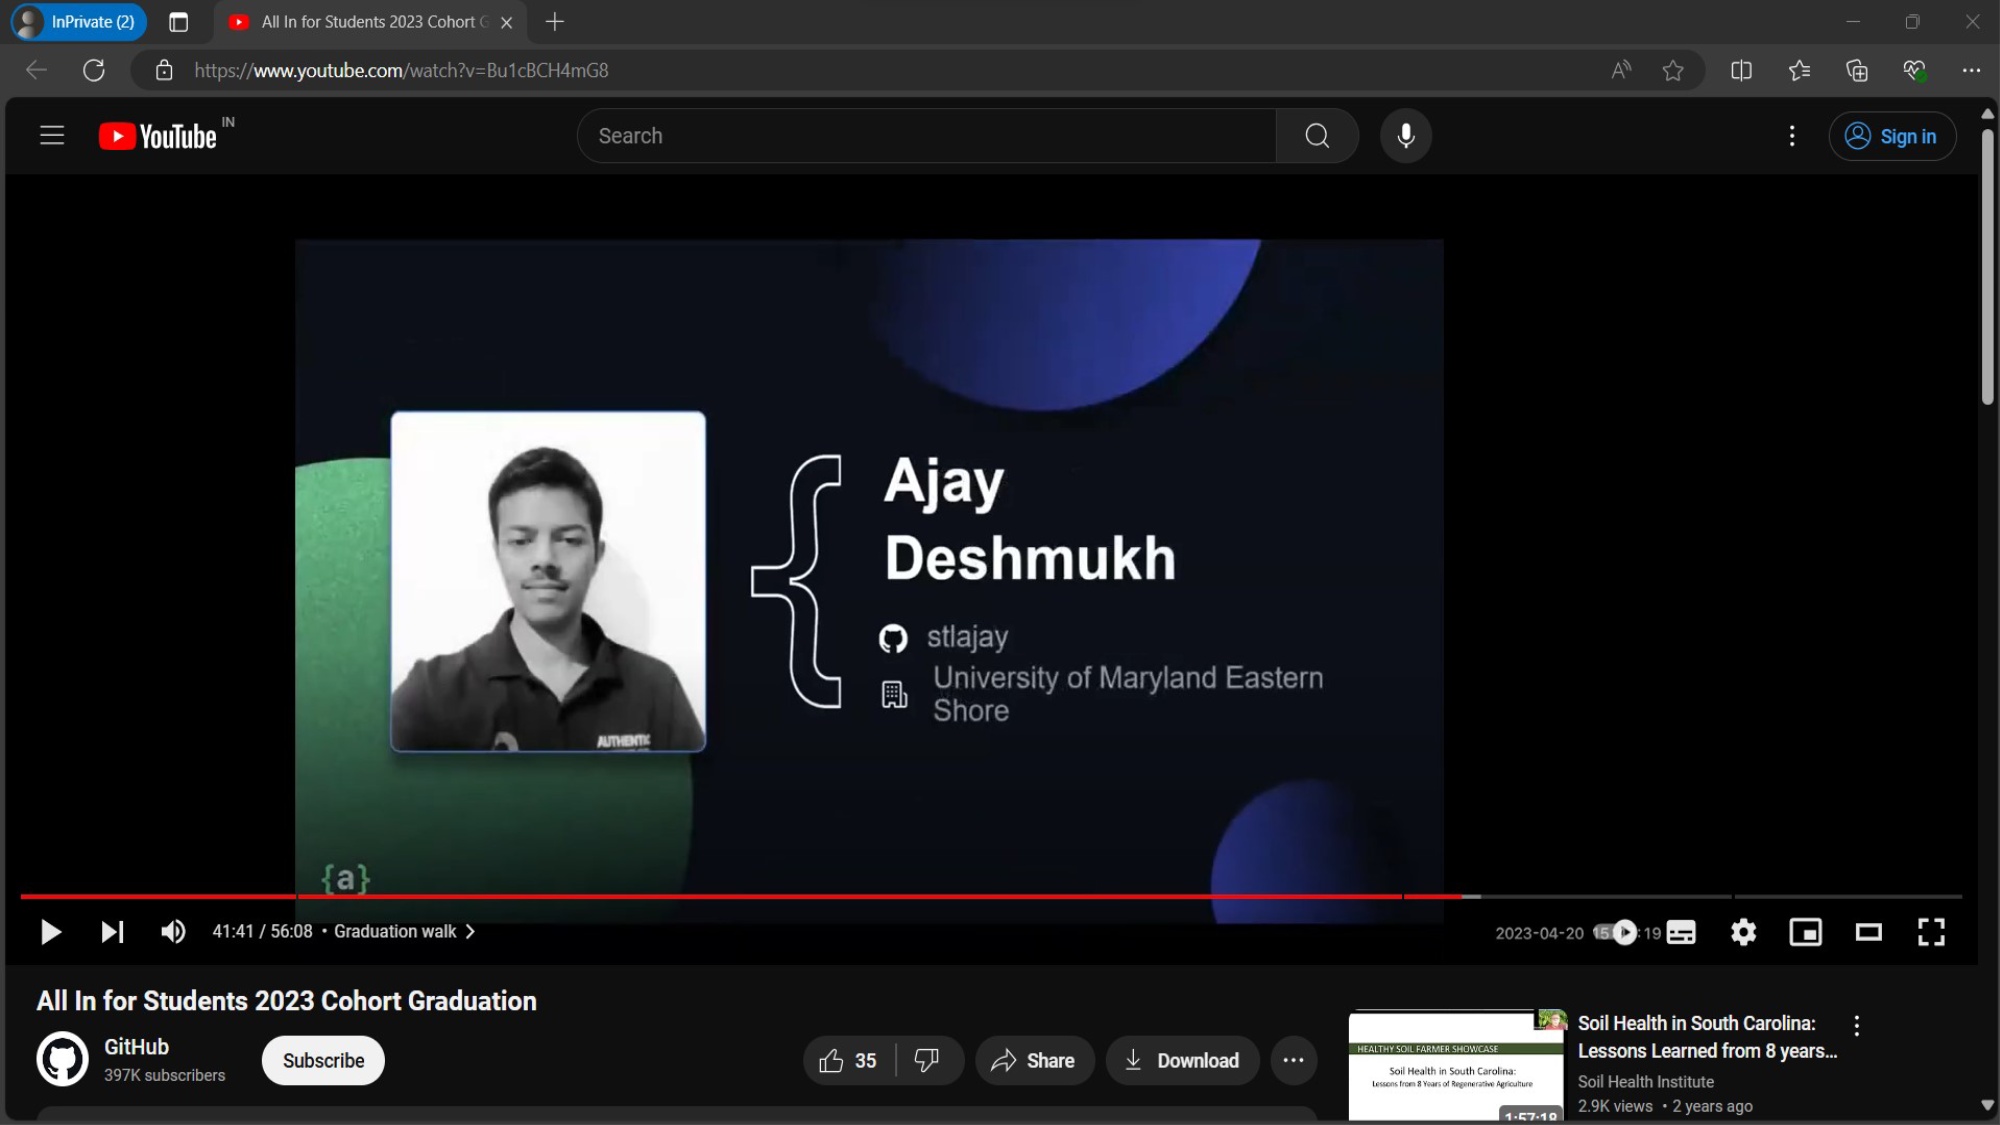 InPrivate (2)
All In for Students 2023 Cohort G
https://www.youtube.com/watch?v=Bu1cBCH4mG8
YouTube IN
Search
Sign in
Ajay
Deshmukh
stlajay
University of Maryland Eastern
Shore
AUTHENTIC
{a}
41:41 / 56:08 • Graduation walk
2023-04-20 15 :19
All In for Students 2023 Cohort Graduation
GitHub
397K subscribers
Subscribe
35
Share
Download
HEALTHY SOIL FARMER SHOWCASE
Soil Health in South Carolina:
Lessons from 8 Years of Regenerative Agriculture
1:57:18
Soil Health in South Carolina:
Lessons Learned from 8 years...
Soil Health Institute
2.9K views • 2 years ago